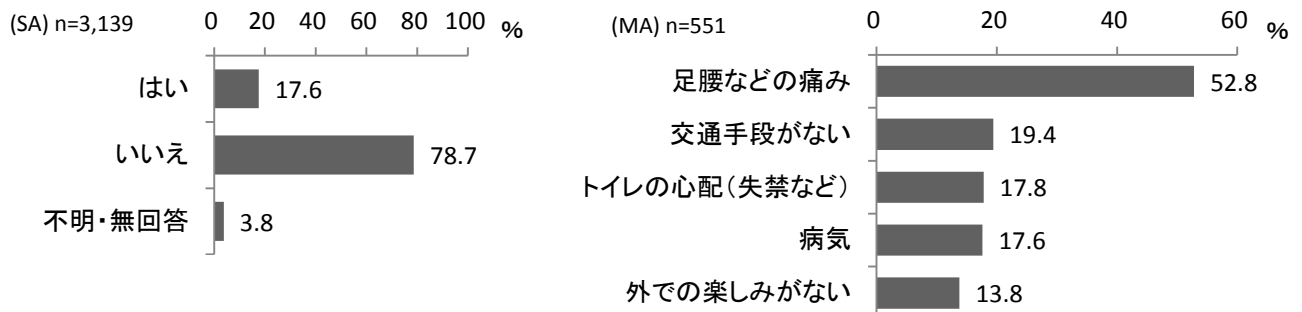 (SA) n=3,139
0 20 40 60 80 100 %
はい 17.6
いいえ 78.7
不明・無回答 3.8
(MA) n=551
0 20 40 60 %
足腰などの痛み 52.8
交通手段がない 19.4
トイレの心配(失禁など) 17.8
病気 17.6
外での楽しみがない 13.8